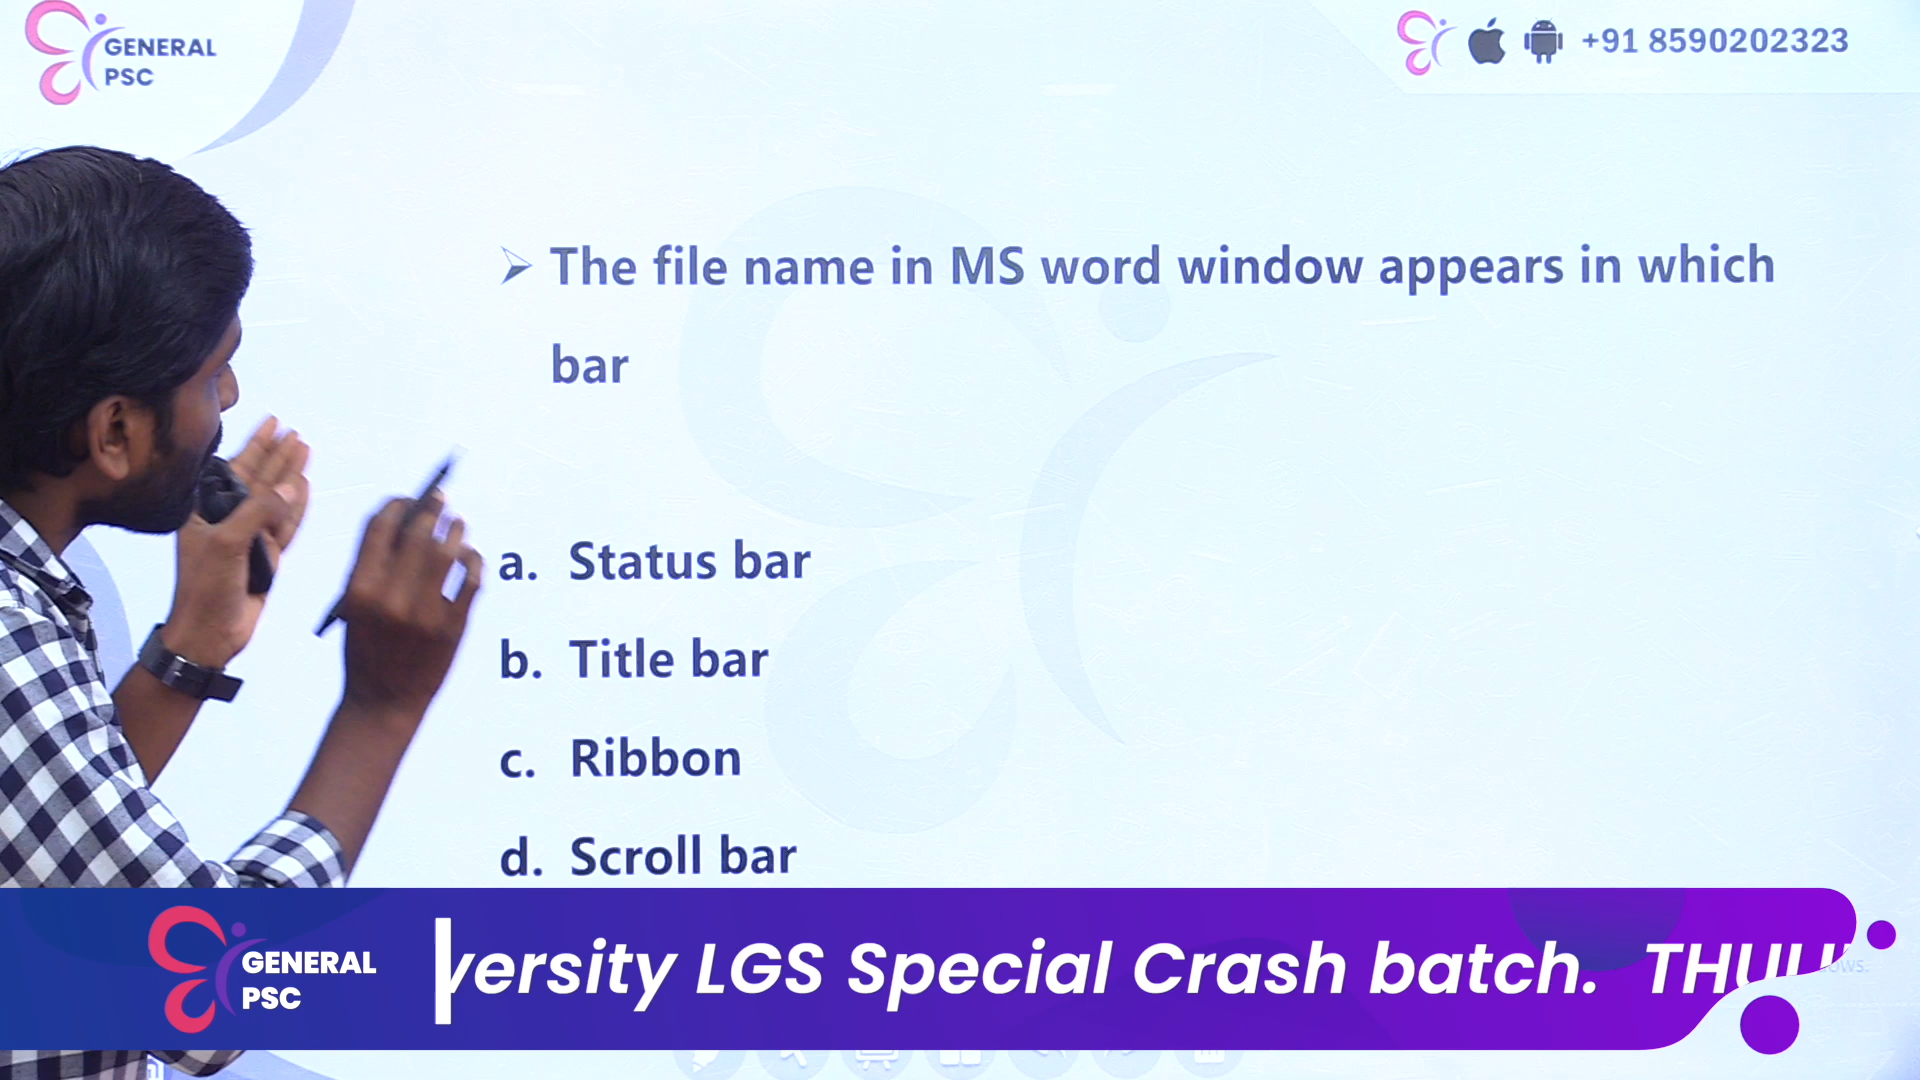 GENERAL
PSC
+91 8590202323
The file name in MS word window appears in which
bar
a. Status bar
b. Title bar
c. Ribbon
d. Scroll bar
GENERAL
PSC
versity LGS Special Crash batch.